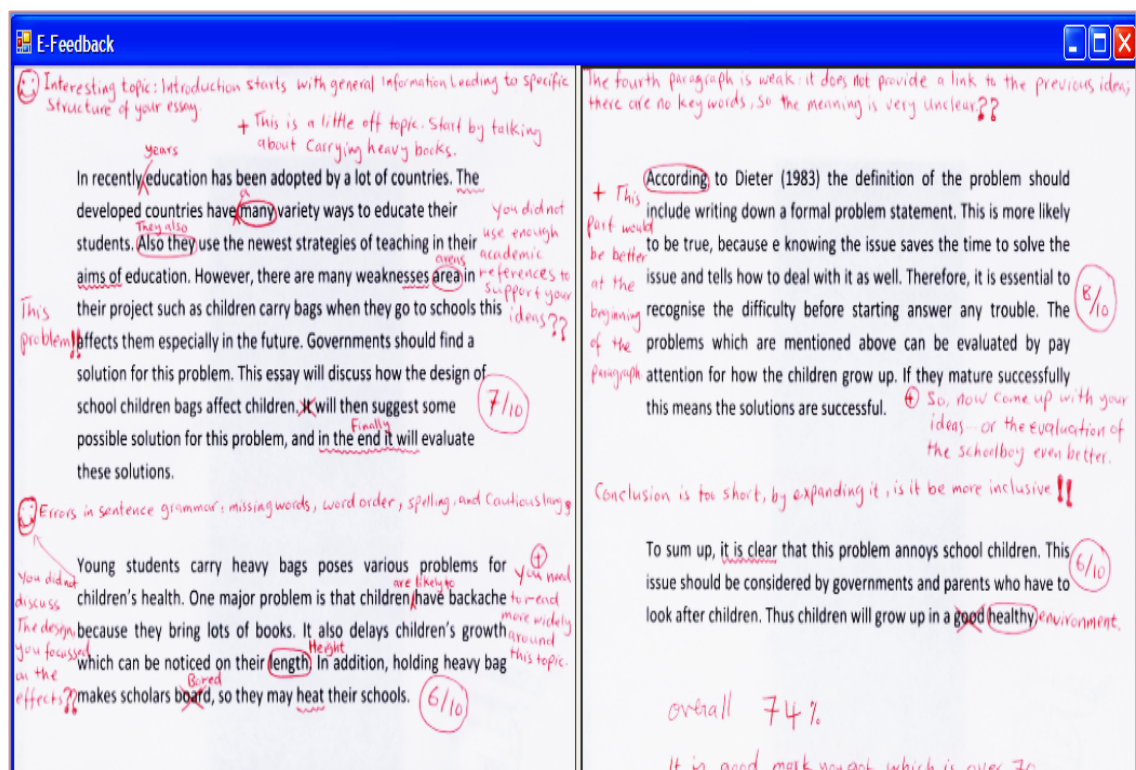 E-Feedback
Interesting topic: Introduction starts with general information Leading to specific
Structure of your essay.
+ This is a little off topic. Start by talking
about Carrying heavy books.
years
In recently education has been adopted by a lot of countries. The
a
developed countries have many variety ways to educate their
They also
students. Also they use the newest strategies of teaching in their
areas
aims of education. However, there are many weaknesses area in
their project such as children carry bags when they go to schools this
affects them especially in the future. Governments should find a
solution for this problem. This essay will discuss how the design of
school children bags affect children. It will then suggest some
Finally
possible solution for this problem, and in the end it will evaluate
these solutions.
You did not
use enough
academic
references to
support your
ideas??
This
problem!!
7/10
Errors in sentence grammar: missing words, word order, spelling, and Cautious lang
Young students carry heavy bags poses various problems for
are likely to
children's health. One major problem is that children have backache
because they bring lots of books. It also delays children's growth
Height
which can be noticed on their length. In addition, holding heavy bag
Bored
makes scholars board, so they may heat their schools.
6/10
You did not
discuss
The design,
you focussed
on the
effects??
+
You need
to read
more widely
around
this topic.
The fourth paragraph is weak: it does not provide a link to the previous idea;
there are no key words, so the meaning is very unclear??
According to Dieter (1983) the definition of the problem should
include writing down a formal problem statement. This is more likely
to be true, because e knowing the issue saves the time to solve the
issue and tells how to deal with it as well. Therefore, it is essential to
recognise the difficulty before starting answer any trouble. The
problems which are mentioned above can be evaluated by pay
attention for how the children grow up. If they mature successfully
this means the solutions are successful.
+ This
part would
be better
at the
beginning
of the
paragraph
8/10
+ So, now come up with your
ideas... or the evaluation of
the schoolboy even better.
Conclusion is too short, by expanding it, is it be more inclusive!!
To sum up, it is clear that this problem annoys school children. This
issue should be considered by governments and parents who have to
look after children. Thus children will grow up in a good healthy environment.
6/10
overall 74%
It is good mark you got which is over 70